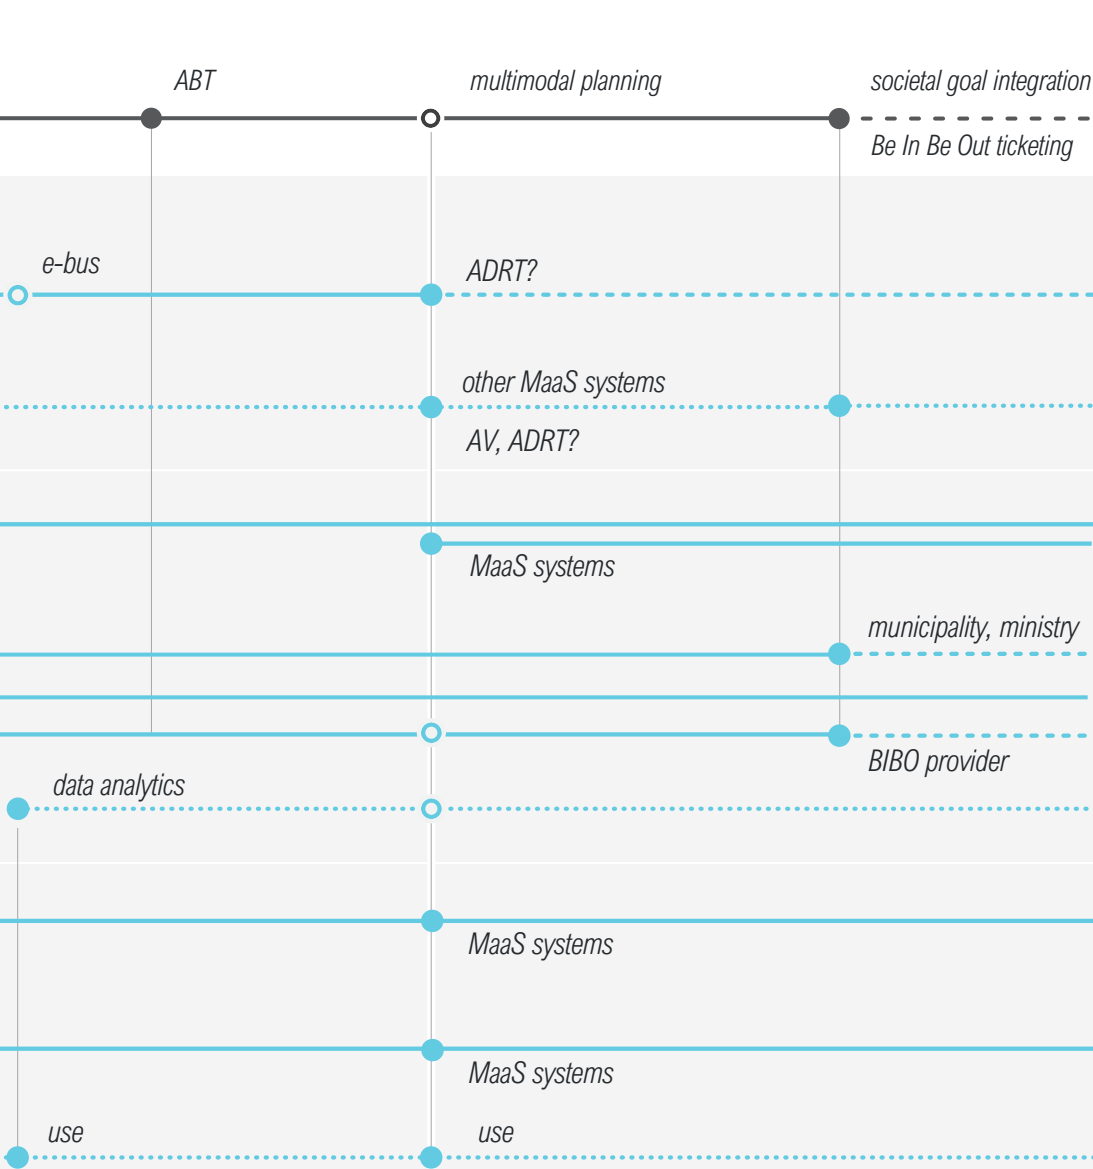 ABT
multimodal planning
societal goal integration
Be In Be Out ticketing
e-bus
ADRT?
other MaaS systems
AV, ADRT?
MaaS systems
municipality, ministry
BIBO provider
data analytics
MaaS systems
MaaS systems
use
use